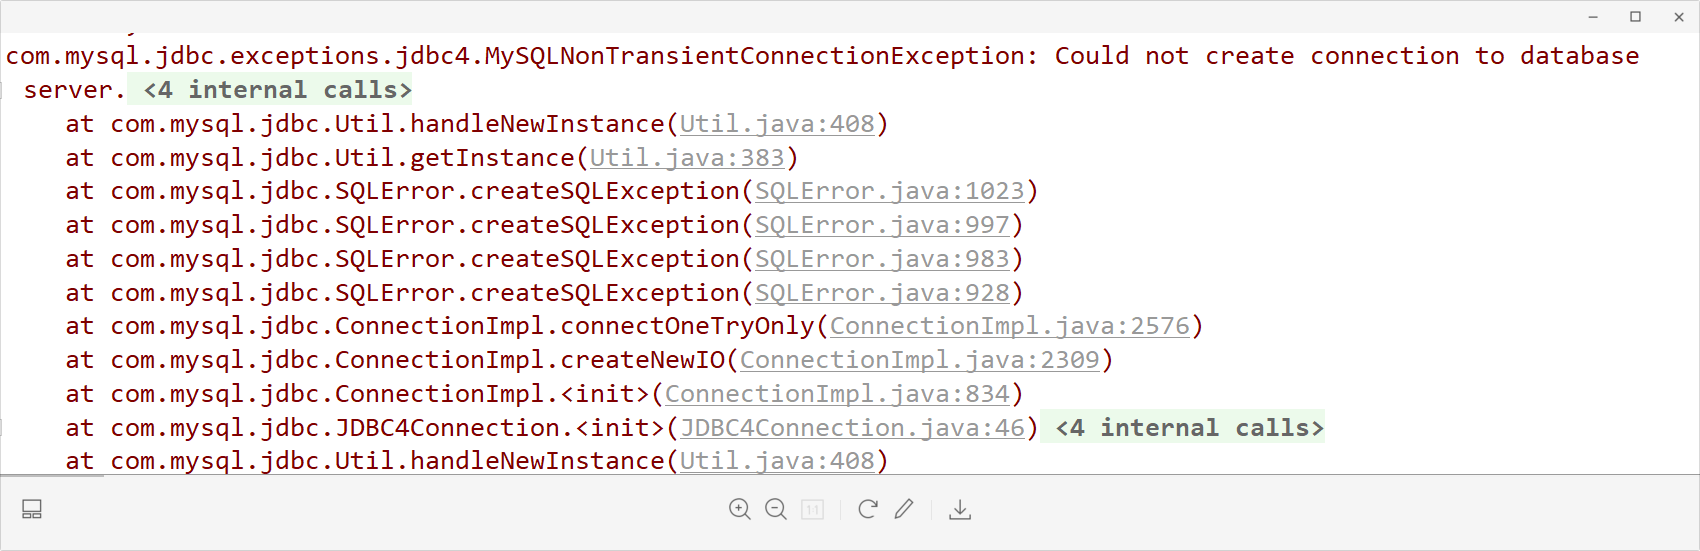 com.mysql.jdbc.exceptions.jdbc4.MySQLNonTransientConnectionException: Could not create connection to database
server. <4 internal calls>
at com.mysql.jdbc.Util.handleNewInstance(Util.java:408)
at com.mysql.jdbc.Util.getInstance(Util.java:383)
at com.mysql.jdbc.SQLError.createSQLException(SQLError.java:1023)
at com.mysql.jdbc.SQLError.createSQLException(SQLError.java:997)
at com.mysql.jdbc.SQLError.createSQLException(SQLError.java:983)
at com.mysql.jdbc.SQLError.createSQLException(SQLError.java:928)
at com.mysql.jdbc.ConnectionImpl.connectOneTryOnly(ConnectionImpl.java:2576)
at com.mysql.jdbc.ConnectionImpl.createNewIO(ConnectionImpl.java:2309)
at com.mysql.jdbc.ConnectionImpl.<init>(ConnectionImpl.java:834)
at com.mysql.jdbc.JDBC4Connection.<init>(JDBC4Connection.java:46) <4 internal calls>
at com.mysql.jdbc.Util.handleNewInstance(Util.java:408)
1:1